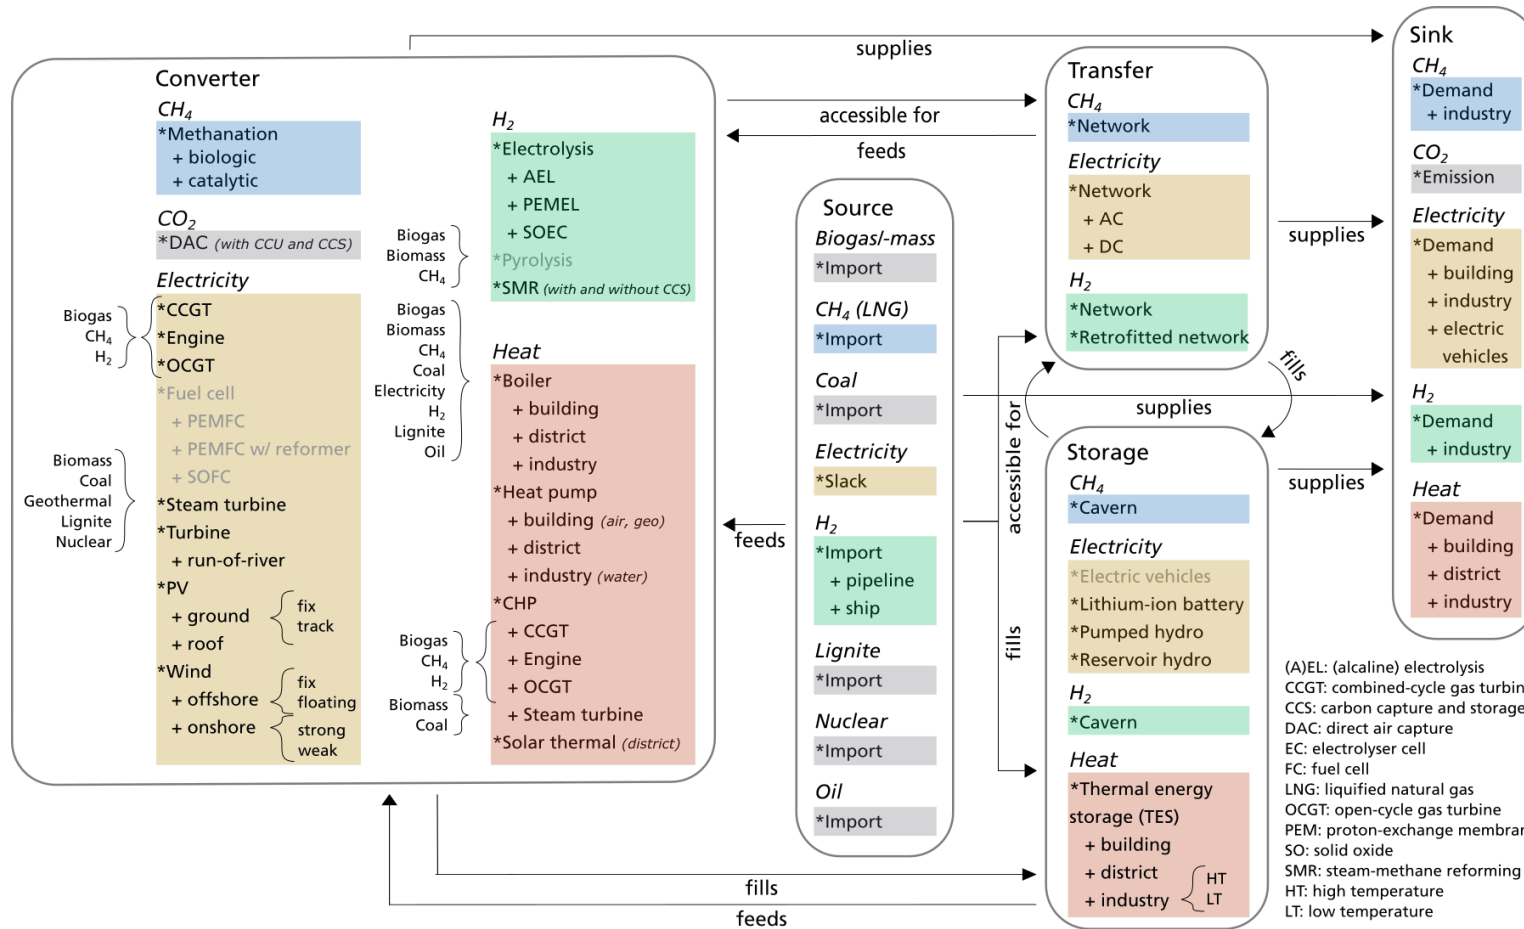 supplies
Converter
CH4
*Methanation
+ biologic
+ catalytic
CO2
*DAC (with CCU and CCS)
Electricity
Biogas
CH4
H2
*CCGT
*Engine
*OCGT
*Fuel cell
+ PEMFC
+ PEMFC w/ reformer
+ SOFC
Biomass
Coal
Geothermal
Lignite
Nuclear
*Steam turbine
*Turbine
+ run-of-river
*PV
+ ground
fix
track
+ roof
*Wind
+ offshore
fix
floating
+ onshore
strong
weak
H2
*Electrolysis
+ AEL
+ PEMEL
+ SOEC
Biogas
Biomass
CH4
*Pyrolysis
*SMR (with and without CCS)
Biogas
Biomass
CH4
Coal
Electricity
H2
Lignite
Oil
Heat
*Boiler
+ building
+ district
+ industry
*Heat pump
+ building (air, geo)
+ district
+ industry (water)
*CHP
Biogas
CH4
H2
+ CCGT
+ Engine
+ OCGT
Biomass
Coal
+ Steam turbine
*Solar thermal (district)
accessible for
feeds
feeds
fills
feeds
Source
Biogas/-mass
*Import
CH4 (LNG)
*Import
Coal
*Import
Electricity
*Slack
H2
*Import
+ pipeline
+ ship
Lignite
*Import
Nuclear
*Import
Oil
*Import
accessible for
fills
Transfer
CH4
*Network
Electricity
*Network
+ AC
+ DC
H2
*Network
*Retrofitted network
fills
supplies
supplies
supplies
Storage
CH4
*Cavern
Electricity
*Electric vehicles
*Lithium-ion battery
*Pumped hydro
*Reservoir hydro
H2
*Cavern
Heat
*Thermal energy
storage (TES)
+ building
+ district
+ industry
HT
LT
Sink
CH4
*Demand
+ industry
CO2
*Emission
Electricity
*Demand
+ building
+ industry
+ electric
vehicles
H2
*Demand
+ industry
Heat
*Demand
+ building
+ district
+ industry
(A)EL: (alcaline) electrolysis
CCGT: combined-cycle gas turbin
CCS: carbon capture and storage
DAC: direct air capture
EC: electrolyser cell
FC: fuel cell
LNG: liquified natural gas
OCGT: open-cycle gas turbine
PEM: proton-exchange membran
SO: solid oxide
SMR: steam-methane reforming
HT: high temperature
LT: low temperature